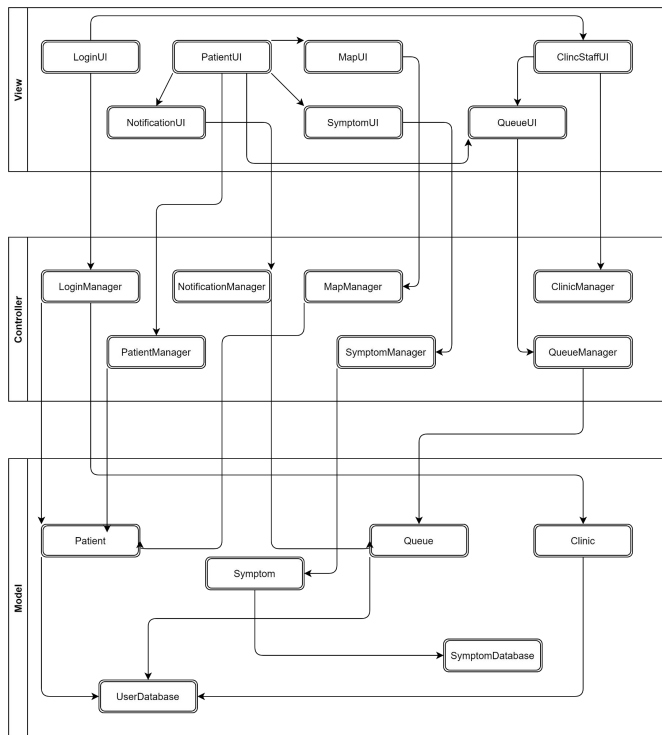 View
LoginUI
PatientUI
MapUI
ClincStaffUI
NotificationUI
SymptomUI
QueueUI
Controller
LoginManager
NotificationManager
MapManager
ClinicManager
PatientManager
SymptomManager
QueueManager
Model
Patient
Queue
Clinic
Symptom
SymptomDatabase
UserDatabase